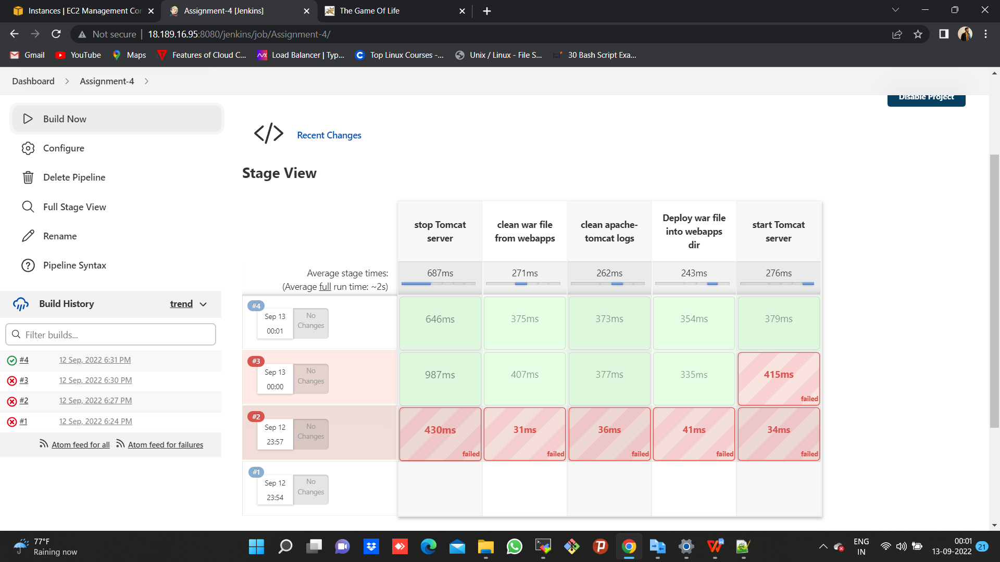 Instances | EC2 Management Con
Assignment-4 [Jenkins]
The Game Of Life
Not secure
18.189.16.95:8080/jenkins/job/Assignment-4/
Gmail
YouTube
Maps
Features of Cloud C...
Load Balancer | Typ...
Top Linux Courses -...
Unix / Linux - File S...
30 Bash Script Exa...
Dashboard
Assignment-4
Disable Project
Build Now
Configure
Delete Pipeline
Full Stage View
Rename
Pipeline Syntax
Build History
trend
Filter builds...
#4 12 Sep, 2022 6:31 PM
#3 12 Sep, 2022 6:30 PM
#2 12 Sep, 2022 6:27 PM
#1 12 Sep, 2022 6:24 PM
Atom feed for all
Atom feed for failures
Recent Changes
Stage View
stop Tomcat
server
clean war file
from webapps
clean apache-
tomcat logs
Deploy war file
into webapps
dir
start Tomcat
server
Average stage times:
(Average full run time: ~2s)
687ms
271ms
262ms
243ms
276ms
#4
Sep 13
00:01
No
Changes
646ms
375ms
373ms
354ms
379ms
#3
Sep 13
00:00
No
Changes
987ms
407ms
377ms
335ms
415ms
failed
#2
Sep 12
23:57
No
Changes
430ms
failed
31ms
failed
36ms
failed
41ms
failed
34ms
failed
#1
Sep 12
23:54
No
Changes
77°F
Raining now
ENG
IN
00:01
13-09-2022
21